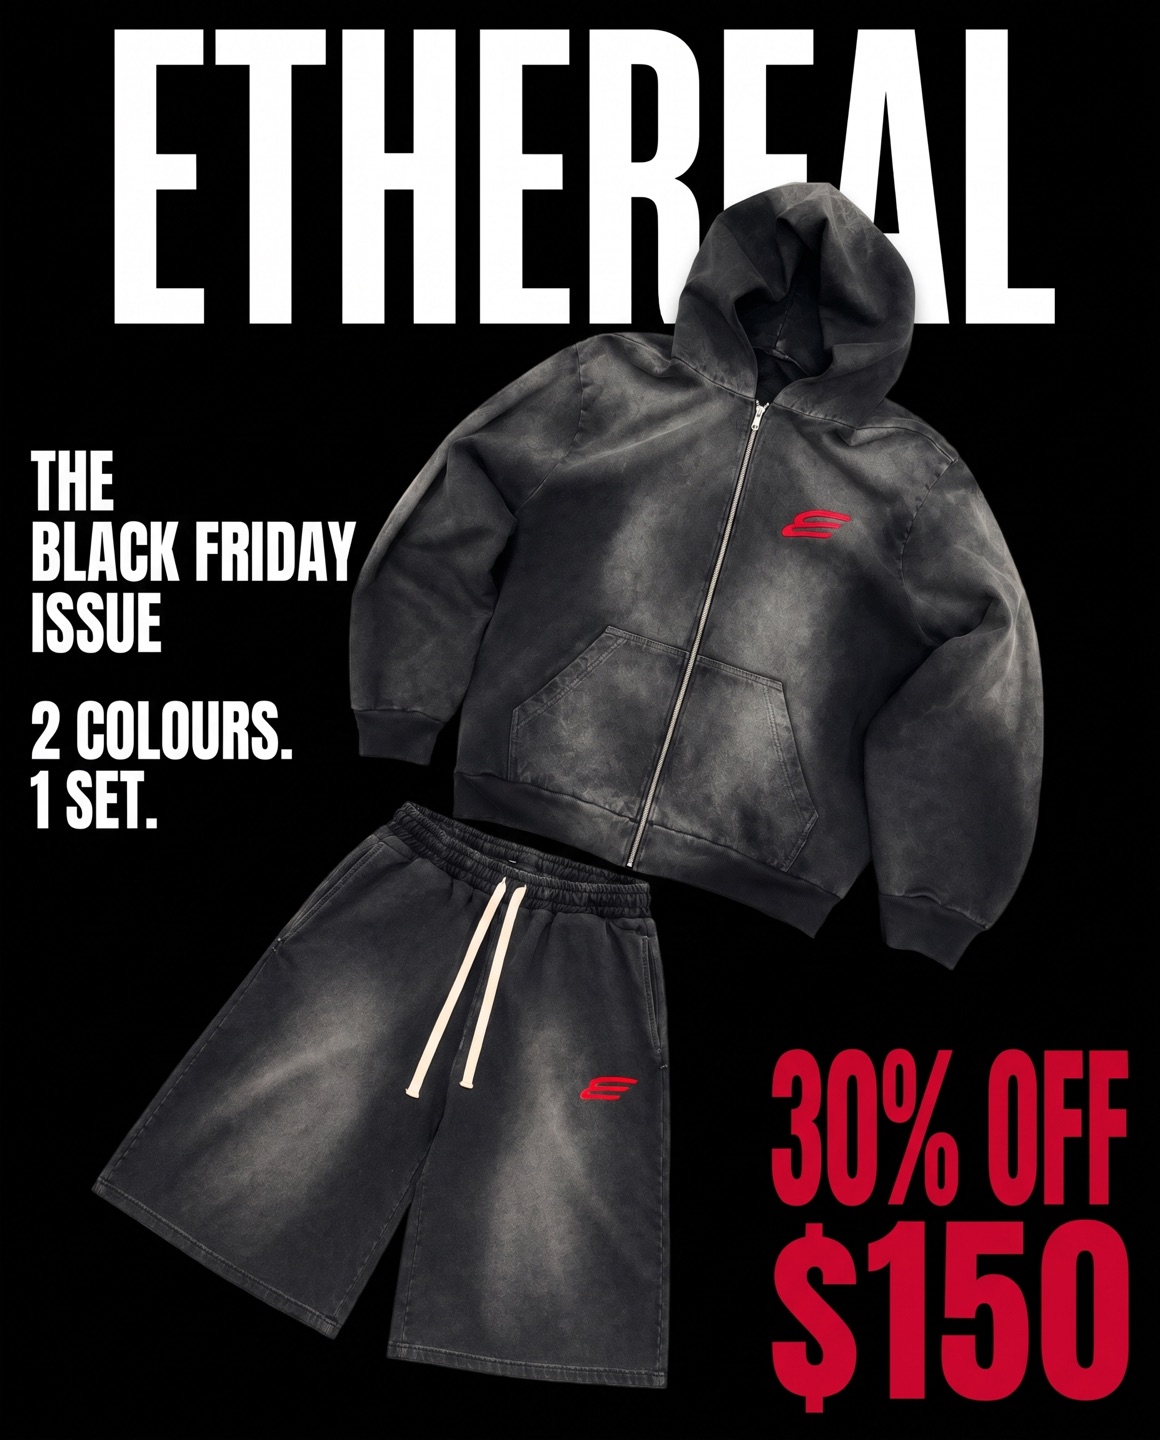 ETHEREAL
THE
BLACK FRIDAY
ISSUE
2 COLOURS.
1 SET.
30% OFF
$150